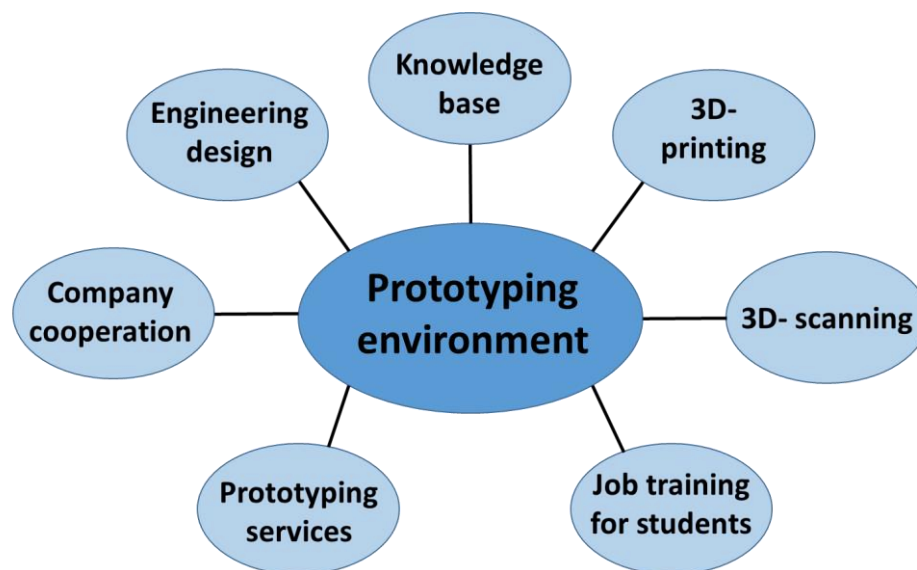 Knowledge
base
Engineering
design
3D-
printing
Company
cooperation
Prototyping
environment
3D- scanning
Prototyping
services
Job training
for students